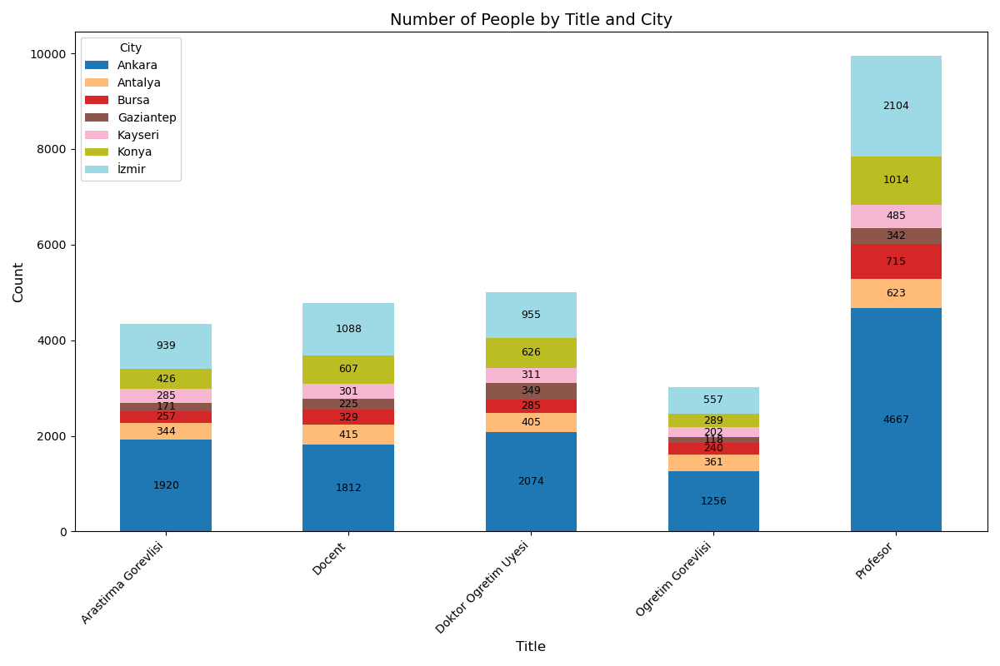 Number of People by Title and City
City
Ankara
Antalya
Bursa
Gaziantep
Kayseri
Konya
İzmir
Count
10000
8000
6000
4000
2000
0
939
426
285
171
257
344
1920
1088
607
301
225
329
415
1812
955
626
311
349
285
405
2074
557
289
202
118
240
361
1256
2104
1014
485
342
715
623
4667
Arastirma Gorevlisi
Docent
Doktor Ogretim Uyesi
Ogretim Gorevlisi
Profesor
Title